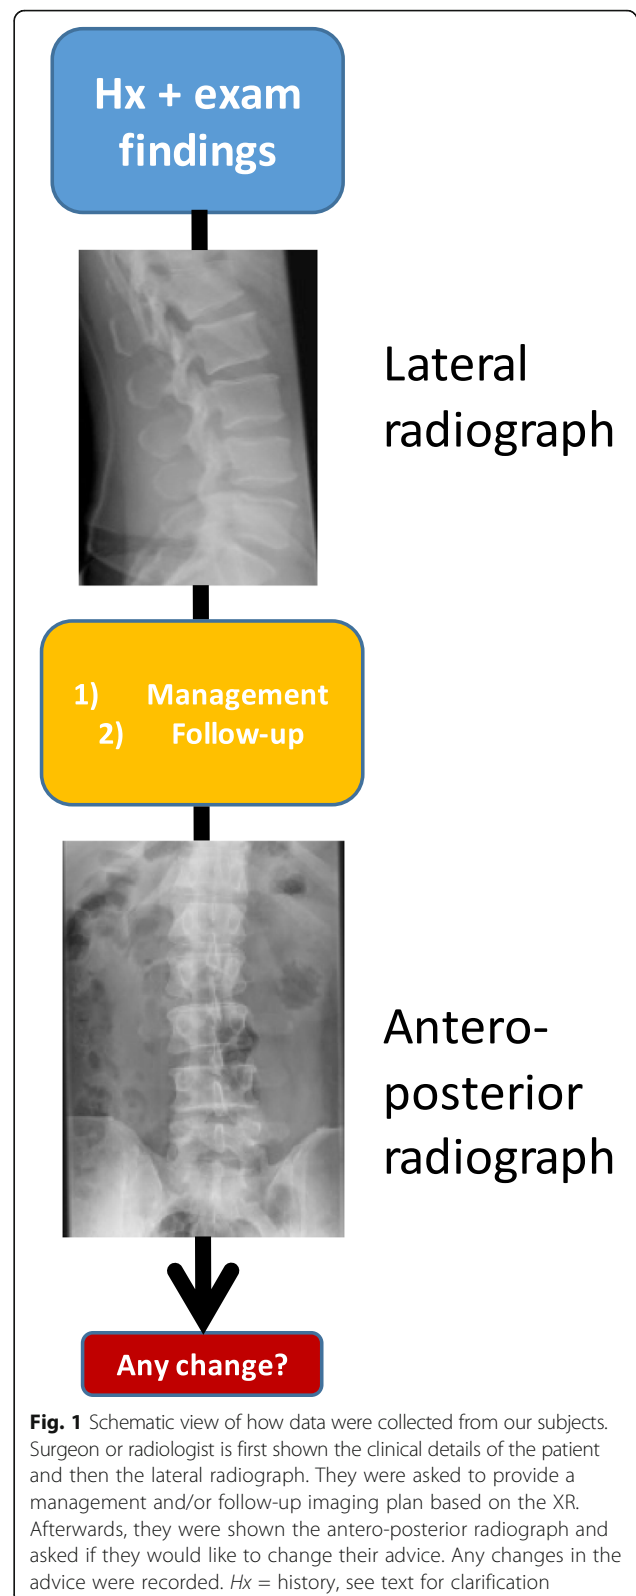 Hx + exam
findings
Lateral
radiograph
1) Management
2) Follow-up
Antero-
posterior
radiograph
Any change?
Fig. 1 Schematic view of how data were collected from our subjects.
Surgeon or radiologist is first shown the clinical details of the patient
and then the lateral radiograph. They were asked to provide a
management and/or follow-up imaging plan based on the XR.
Afterwards, they were shown the antero-posterior radiograph and
asked if they would like to change their advice. Any changes in the
advice were recorded. Hx = history, see text for clarification